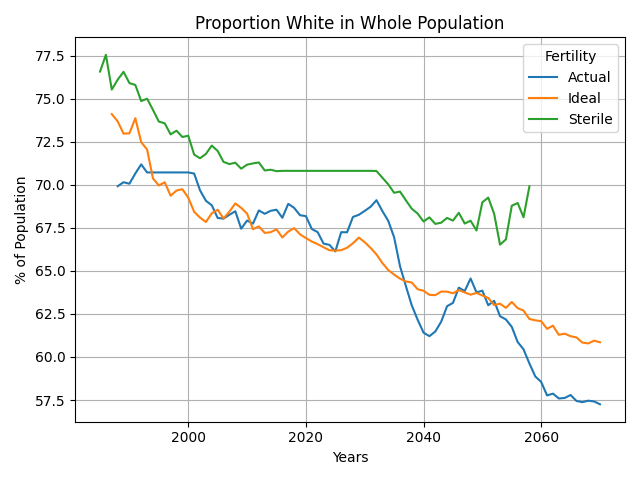 Proportion White in Whole Population
Fertility
Actual
Ideal
Sterile
% of Population
77.5
75.0
72.5
70.0
67.5
65.0
62.5
60.0
57.5
2000 2020 2040 2060
Years